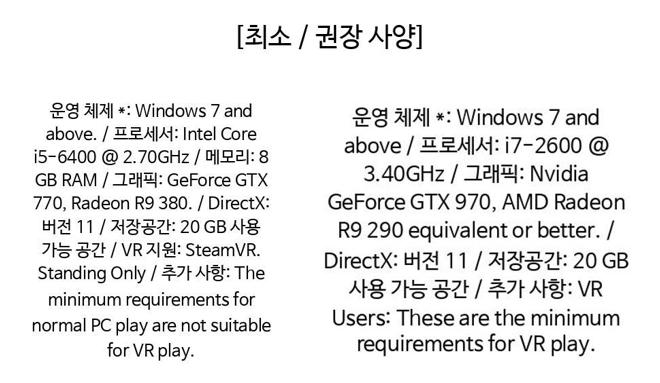 [최소 / 권장 사양]
운영 체제 *: Windows 7 and
above. / 프로세서: Intel Core
i5-6400 @ 2.70GHz / 메모리: 8
GB RAM / 그래픽: GeForce GTX
770, Radeon R9 380. / DirectX:
버전 11 / 저장공간: 20 GB 사용
가능 공간 / VR 지원: SteamVR.
Standing Only / 추가 사항: The
minimum requirements for
normal PC play are not suitable
for VR play.
운영 체제 *: Windows 7 and
above / 프로세서: i7-2600 @
3.40GHz / 그래픽: Nvidia
GeForce GTX 970, AMD Radeon
R9 290 equivalent or better. /
DirectX: 버전 11 / 저장공간: 20 GB
사용 가능 공간 / 추가 사항: VR
Users: These are the minimum
requirements for VR play.